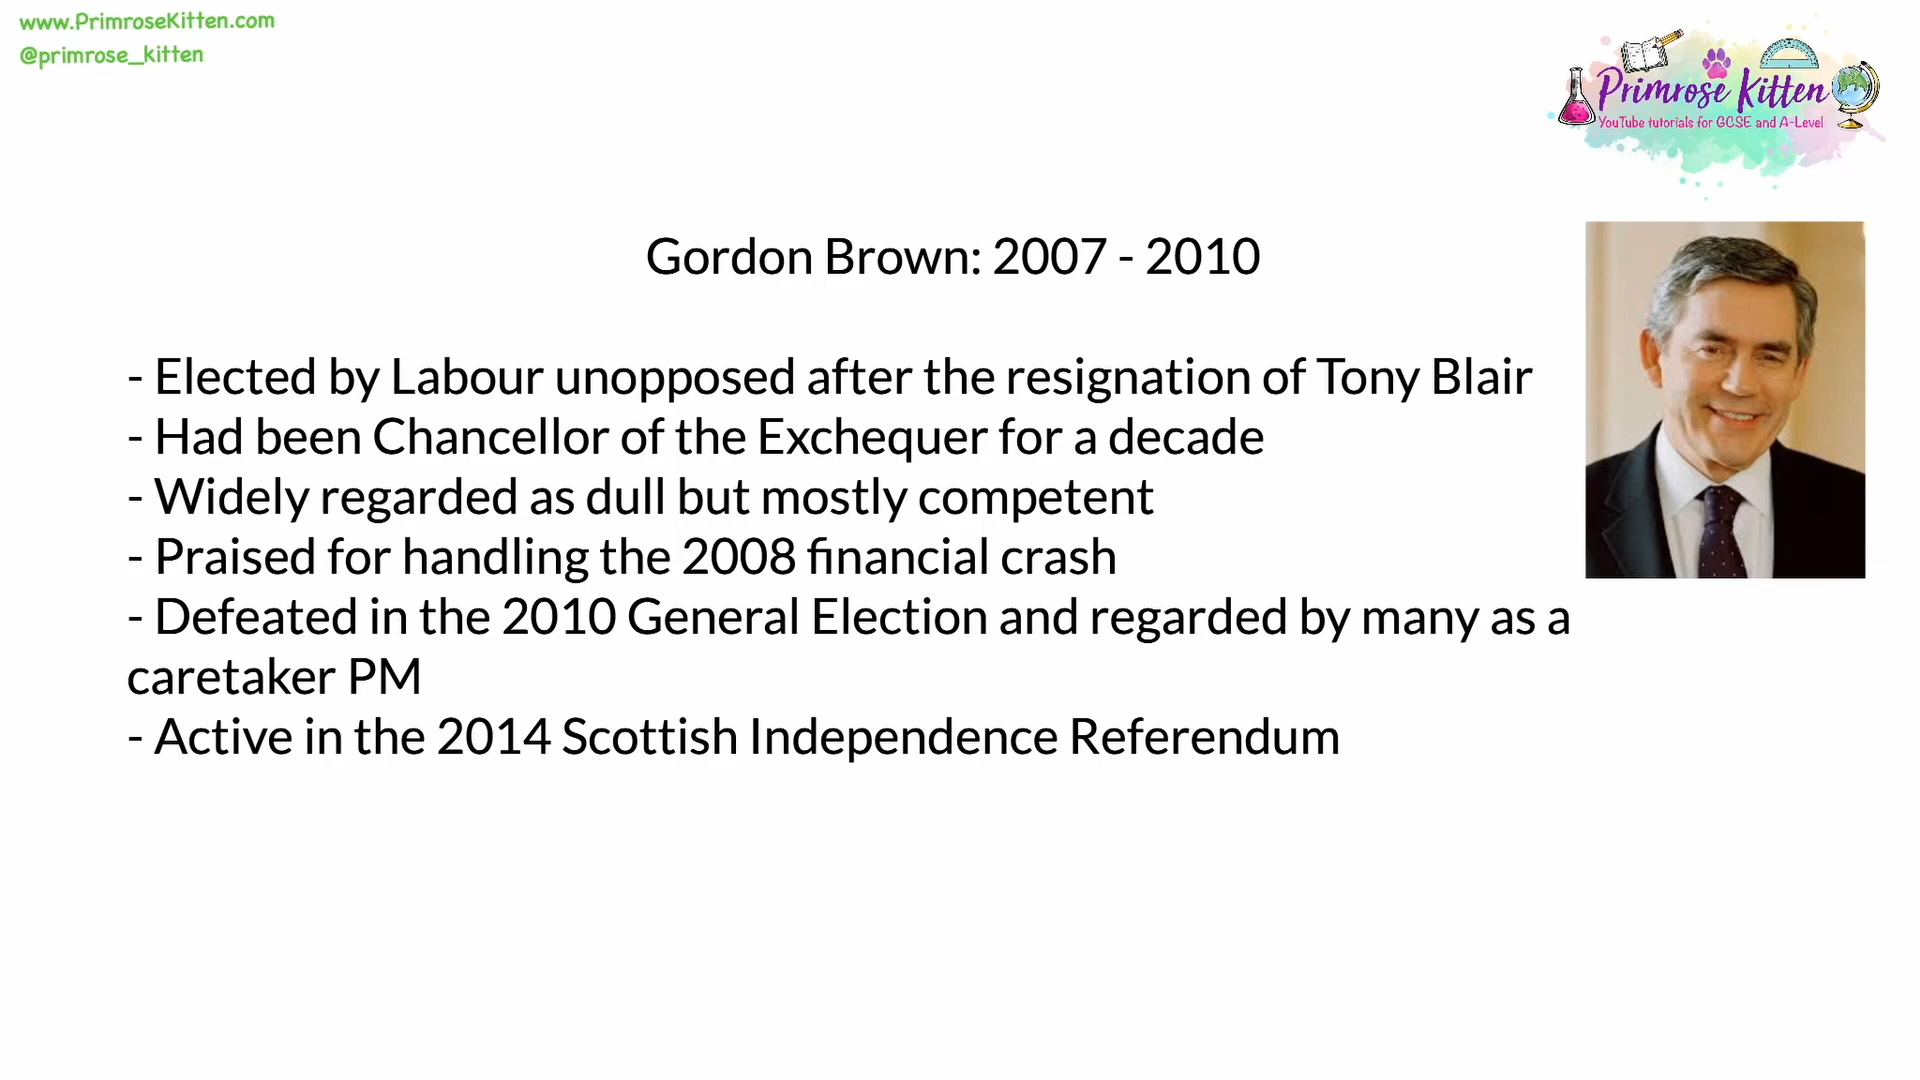 www.PrimroseKitten.com
@primrose_kitten
Primrose Kitten
YouTube tutorials for GCSE and A-Level
Gordon Brown: 2007 - 2010
- Elected by Labour unopposed after the resignation of Tony Blair
- Had been Chancellor of the Exchequer for a decade
- Widely regarded as dull but mostly competent
- Praised for handling the 2008 financial crash
- Defeated in the 2010 General Election and regarded by many as a
caretaker PM
- Active in the 2014 Scottish Independence Referendum